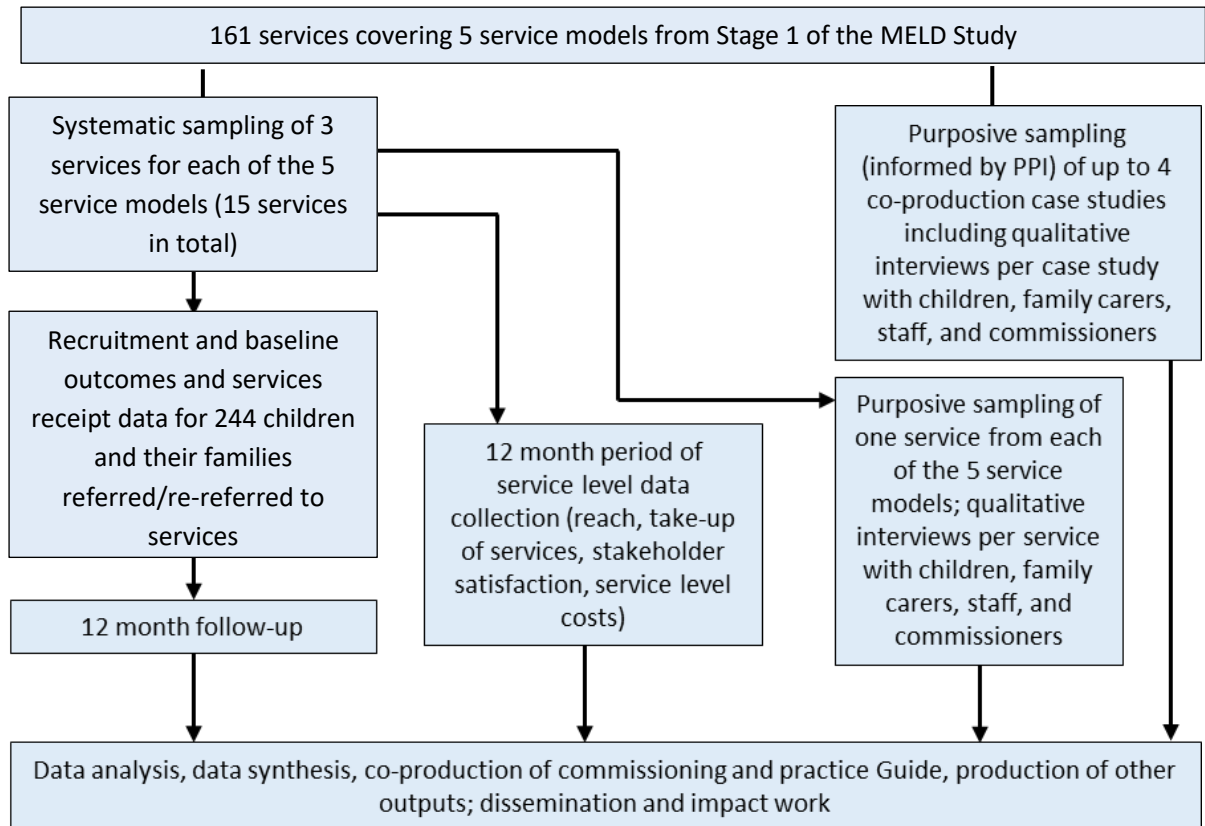 161 services covering 5 service models from Stage 1 of the MELD Study
Systematic sampling of 3
services for each of the 5
service models (15 services
in total)
Purposive sampling
(informed by PPI) of up to 4
co-production case studies
including qualitative
interviews per case study
with children, family carers,
staff, and commissioners
Recruitment and baseline
outcomes and services
receipt data for 244 children
and their families
referred/re-referred to
services
12 month period of
service level data
collection (reach, take-up
of services, stakeholder
satisfaction, service level
costs)
Purposive sampling of
one service from each
of the 5 service
models; qualitative
interviews per service
with children, family
carers, staff, and
commissioners
12 month follow-up
Data analysis, data synthesis, co-production of commissioning and practice Guide, production of other
outputs; dissemination and impact work